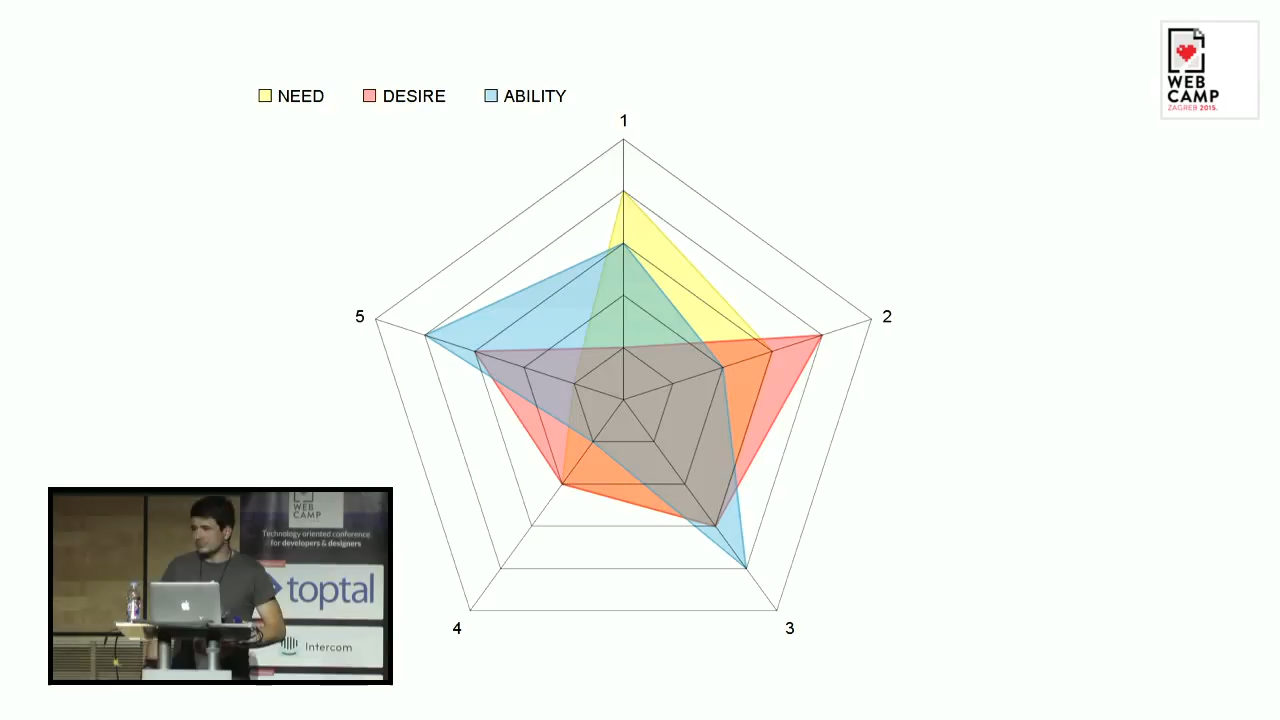 NEED DESIRE ABILITY
1
5
2
4
3
WEB
CAMP
ZAGREB 2015.
WEB
CAMP
Technology oriented conference
for developers & designers
toptal
Intercom